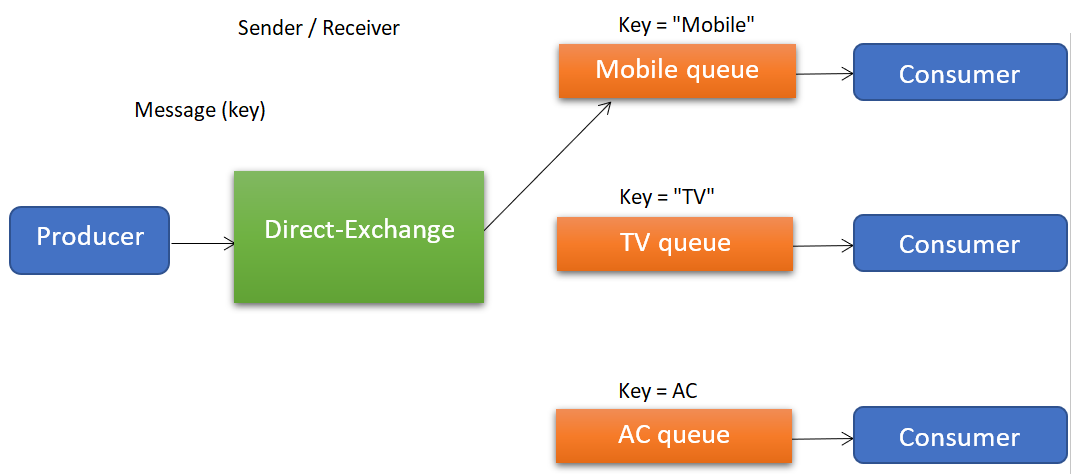 Sender / Receiver
Key = "Mobile"
Mobile queue
Consumer
Message (key)
Producer
Direct-Exchange
Key = "TV"
TV queue
Consumer
Key = AC
AC queue
Consumer